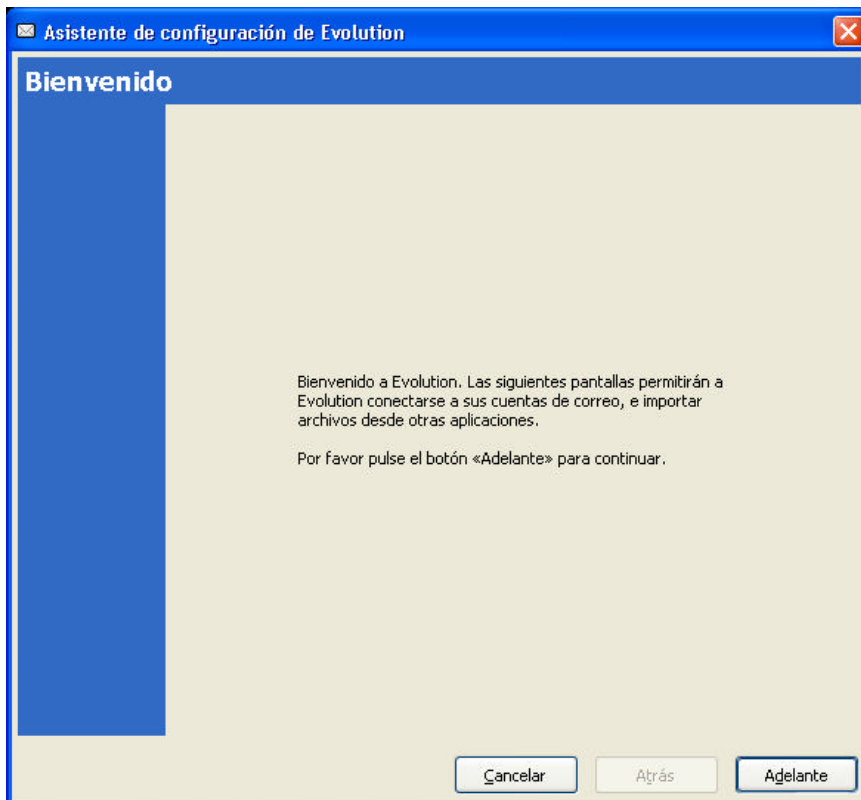 Asistente de configuración de Evolution
Bienvenido
Bienvenido a Evolution. Las siguientes pantallas permitirán a
Evolution conectarse a sus cuentas de correo, e importar
archivos desde otras aplicaciones.
Por favor pulse el botón «Adelante» para continuar.
Cancelar Atrás Adelante